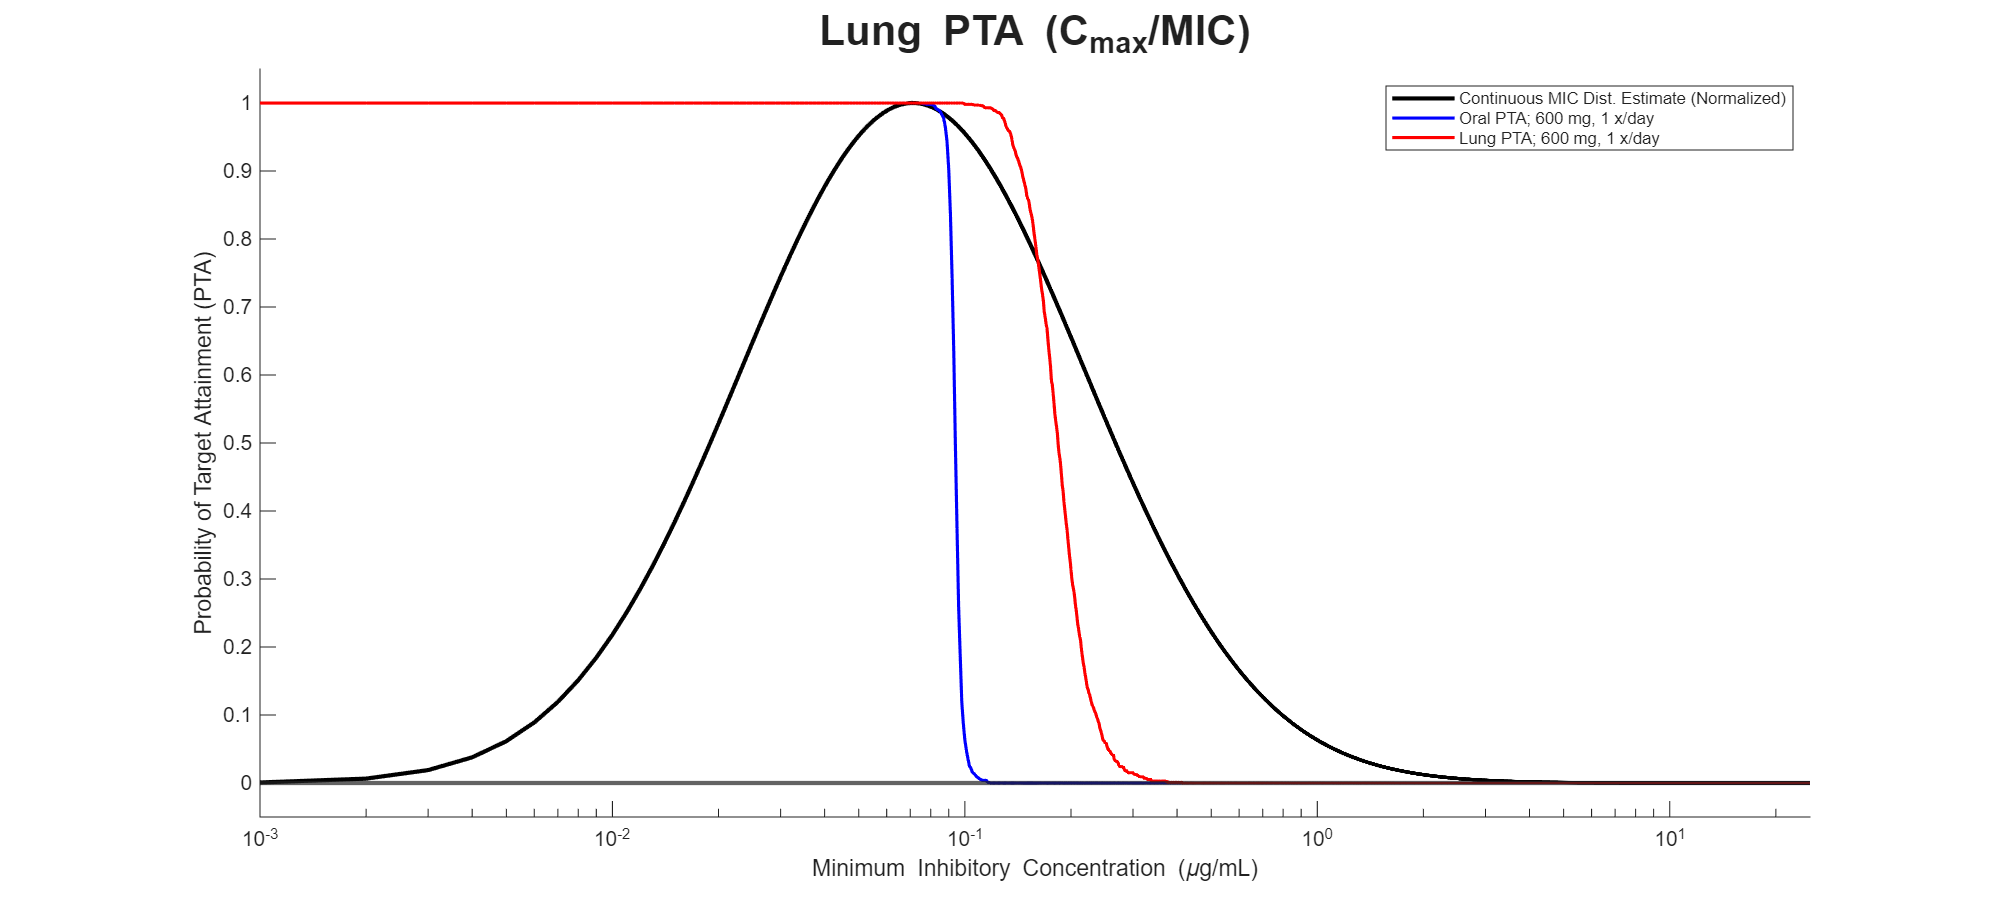 Lung PTA (Cmax/MIC)
Continuous MIC Dist. Estimate (Normalized)
Oral PTA; 600 mg, 1 x/day
Lung PTA; 600 mg, 1 x/day
Probability of Target Attainment (PTA)
1
0.9
0.8
0.7
0.6
0.5
0.4
0.3
0.2
0.1
0
10-3
10-2
10-1
100
101
Minimum Inhibitory Concentration (μg/mL)